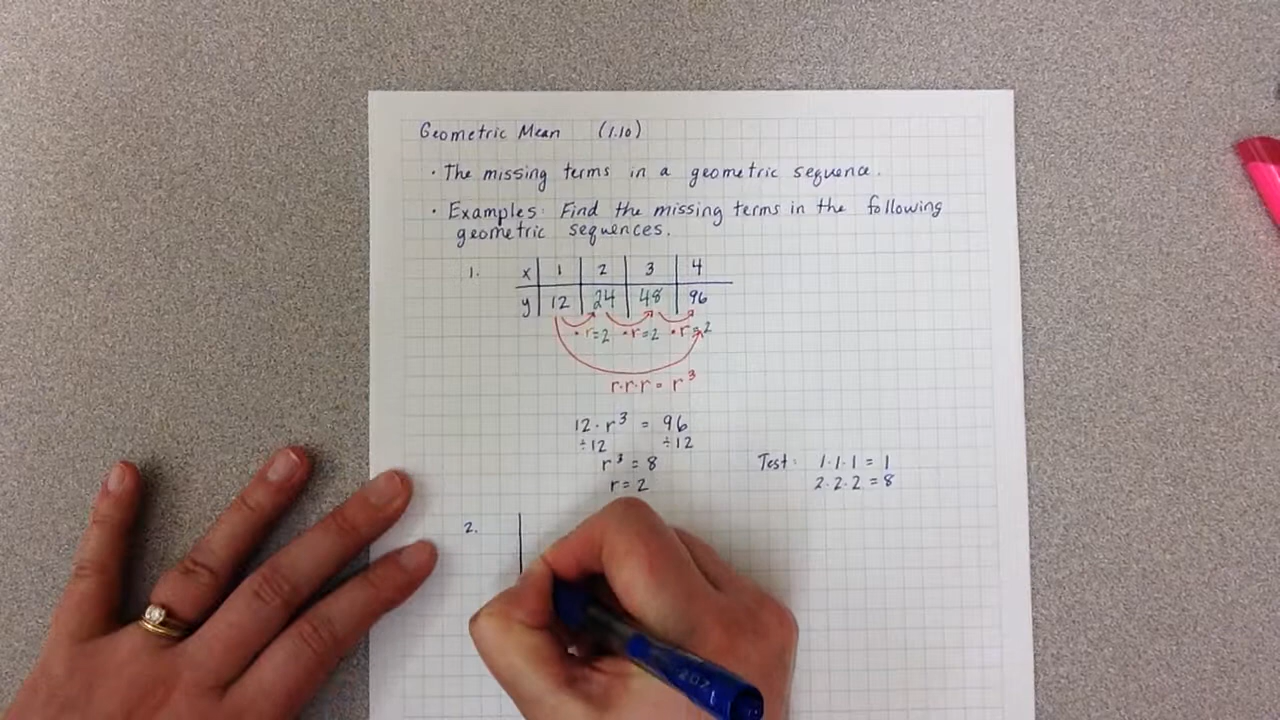 Geometric Mean (1.10)
· The missing terms in a geometric sequence.
· Examples: Find the missing terms in the following
geometric sequences.
1. x 1 2 3 4
y 12 24 48 96
· r=2 · r=2 · r=2
r·r·r = r³
12 · r³ = 96
÷12 ÷12
r³ = 8
r = 2
Test: 1·1·1 = 1
2·2·2 = 8
2.
207